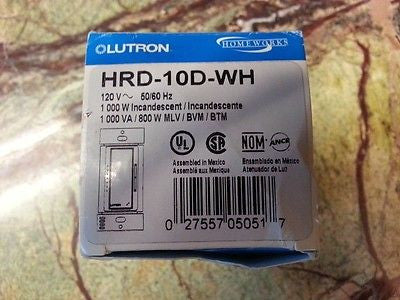 LUTRON
HOMEWORKS
HRD-10D-WH
120 V~ 50/60 Hz
1 000 W Incandescent / Incandescente
1 000 VA / 800 W MLV / BVM / BTM
UL
SA
NOM
ANCE
Assembled in Mexico
Assemblé aux Mexique
Ensamblado en México
Atenuador de Luz
0 27557 05051 7